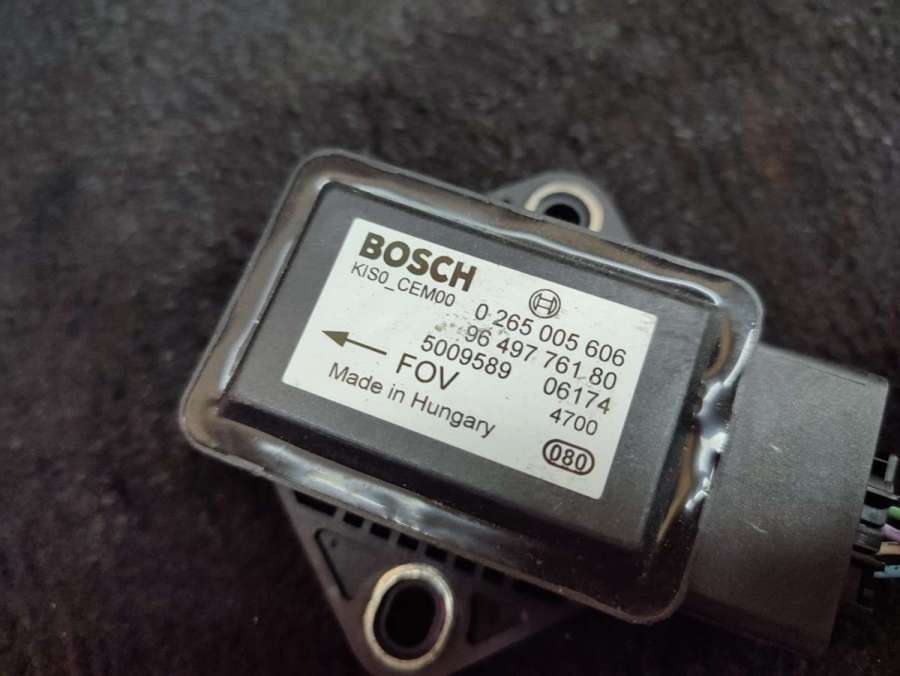 BOSCH
KIS0_CEM00
0 265 005 606
96 497 761 80
5009589 06174
FOV 4700
Made in Hungary
080